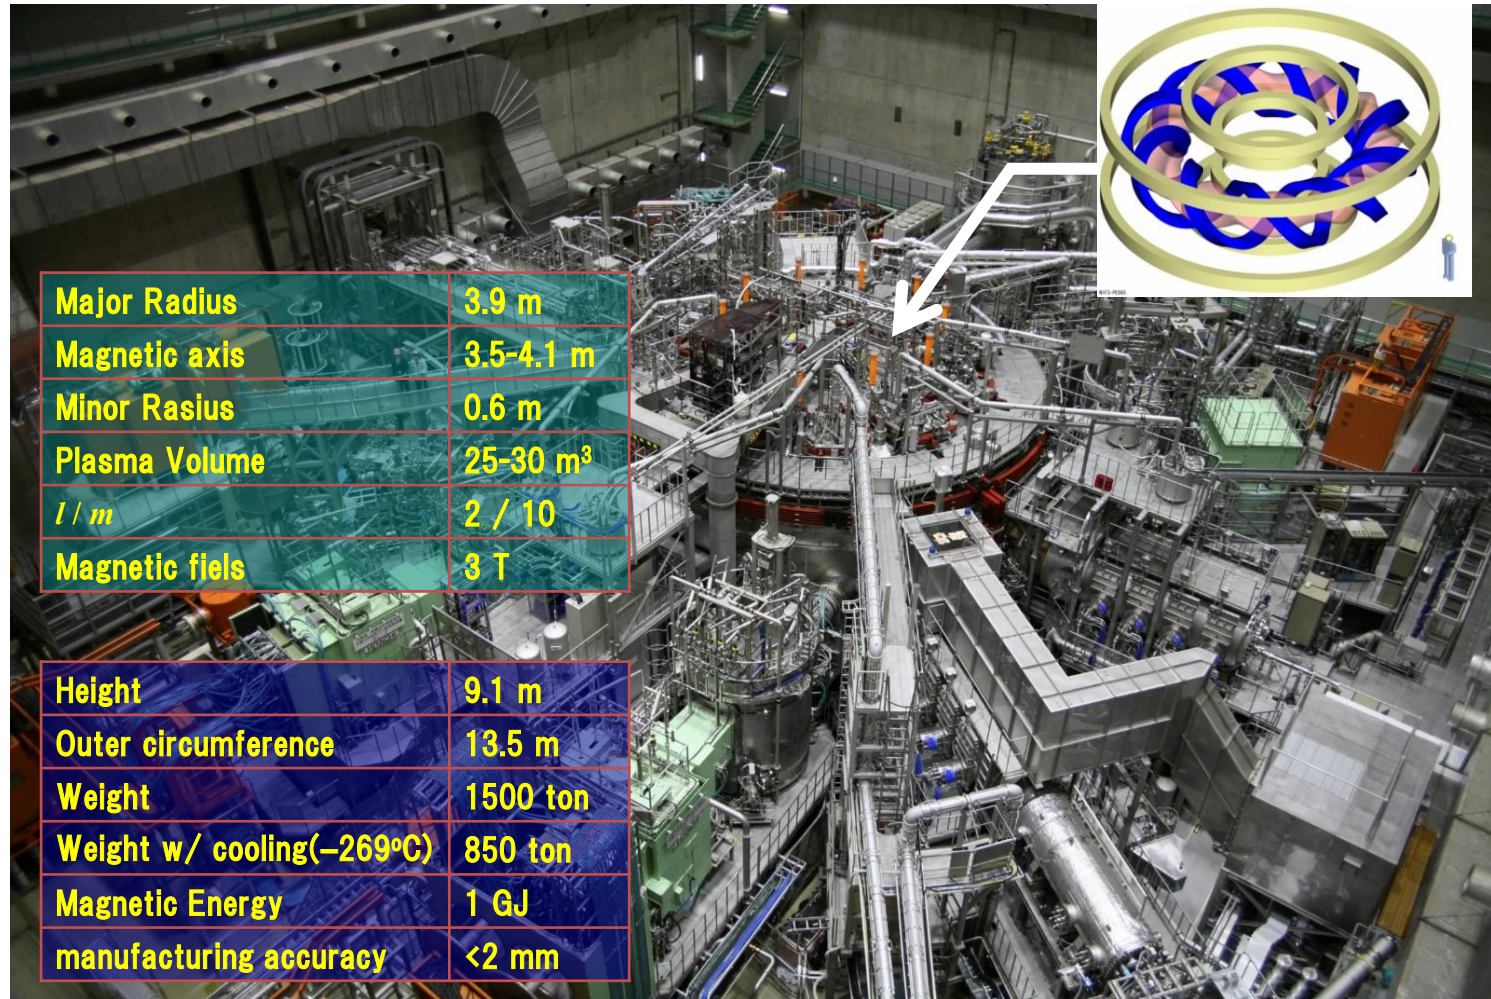 Major Radius 3.9 m
Magnetic axis 3.5-4.1 m
Minor Rasius 0.6 m
Plasma Volume 25-30 m³
l / m 2 / 10
Magnetic fiels 3 T
Height 9.1 m
Outer circumference 13.5 m
Weight 1500 ton
Weight w/ cooling(–269ºC) 850 ton
Magnetic Energy 1 GJ
manufacturing accuracy <2 mm